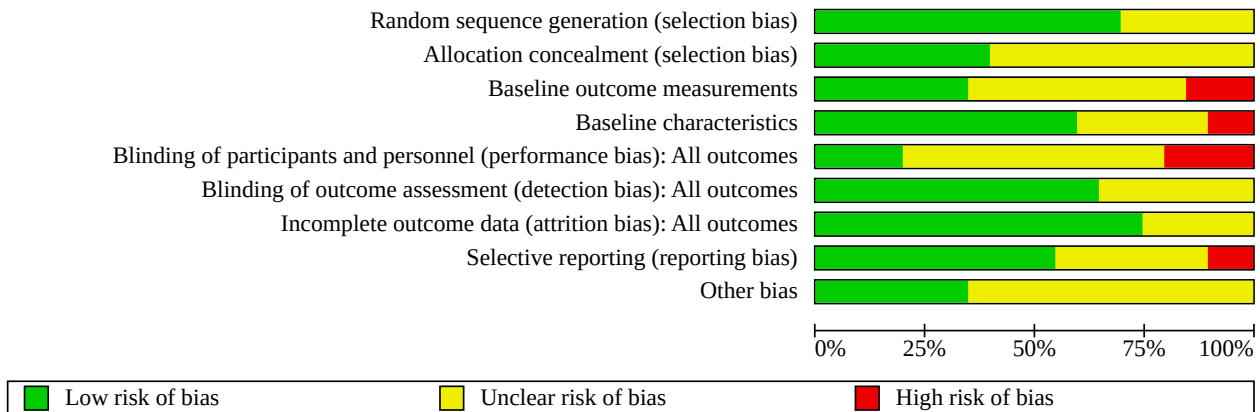 Random sequence generation (selection bias)
Allocation concealment (selection bias)
Baseline outcome measurements
Baseline characteristics
Blinding of participants and personnel (performance bias): All outcomes
Blinding of outcome assessment (detection bias): All outcomes
Incomplete outcome data (attrition bias): All outcomes
Selective reporting (reporting bias)
Other bias
0% 25% 50% 75% 100%
Low risk of bias Unclear risk of bias High risk of bias